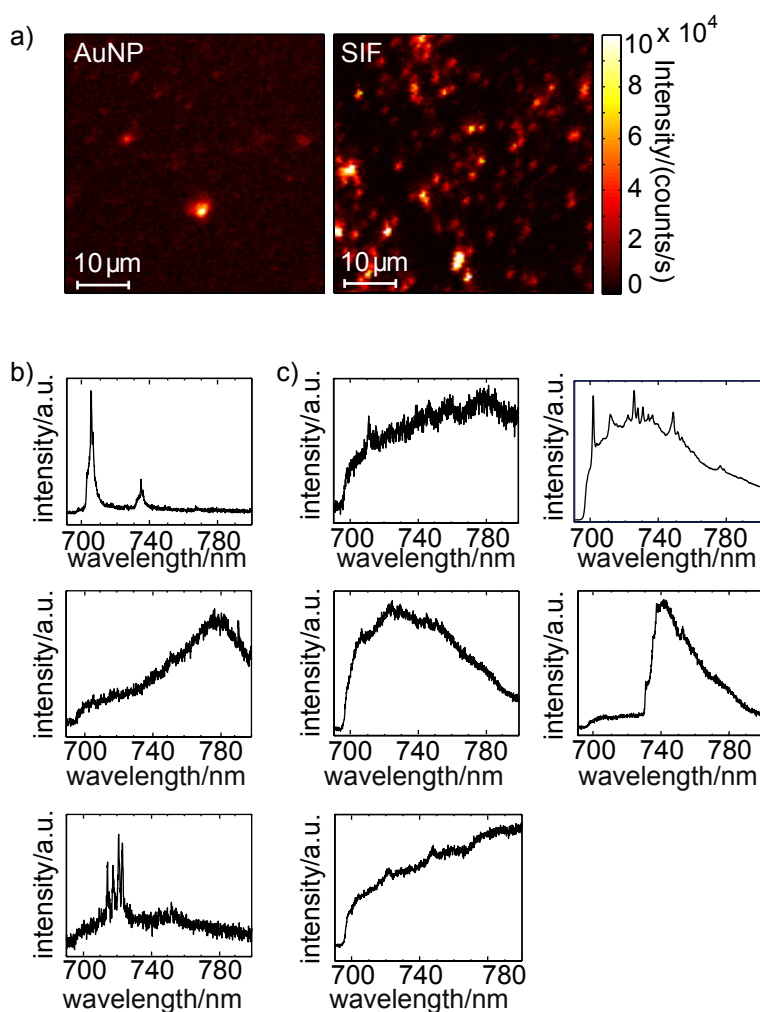 a)
AuNP
SIF
10 µm
10 µm
10 × 10⁴
8
6
4
2
0
Intensity/(counts/s)
b)
c)
intensity/a.u.
700 740 780
wavelength/nm
intensity/a.u.
700 740 780
wavelength/nm
intensity/a.u.
700 740 780
wavelength/nm
intensity/a.u.
700 740 780
wavelength/nm
intensity/a.u.
700 740 780
wavelength/nm
intensity/a.u.
700 740 780
wavelength/nm
intensity/a.u.
700 740 780
wavelength/nm
intensity/a.u.
700 740 780
wavelength/nm